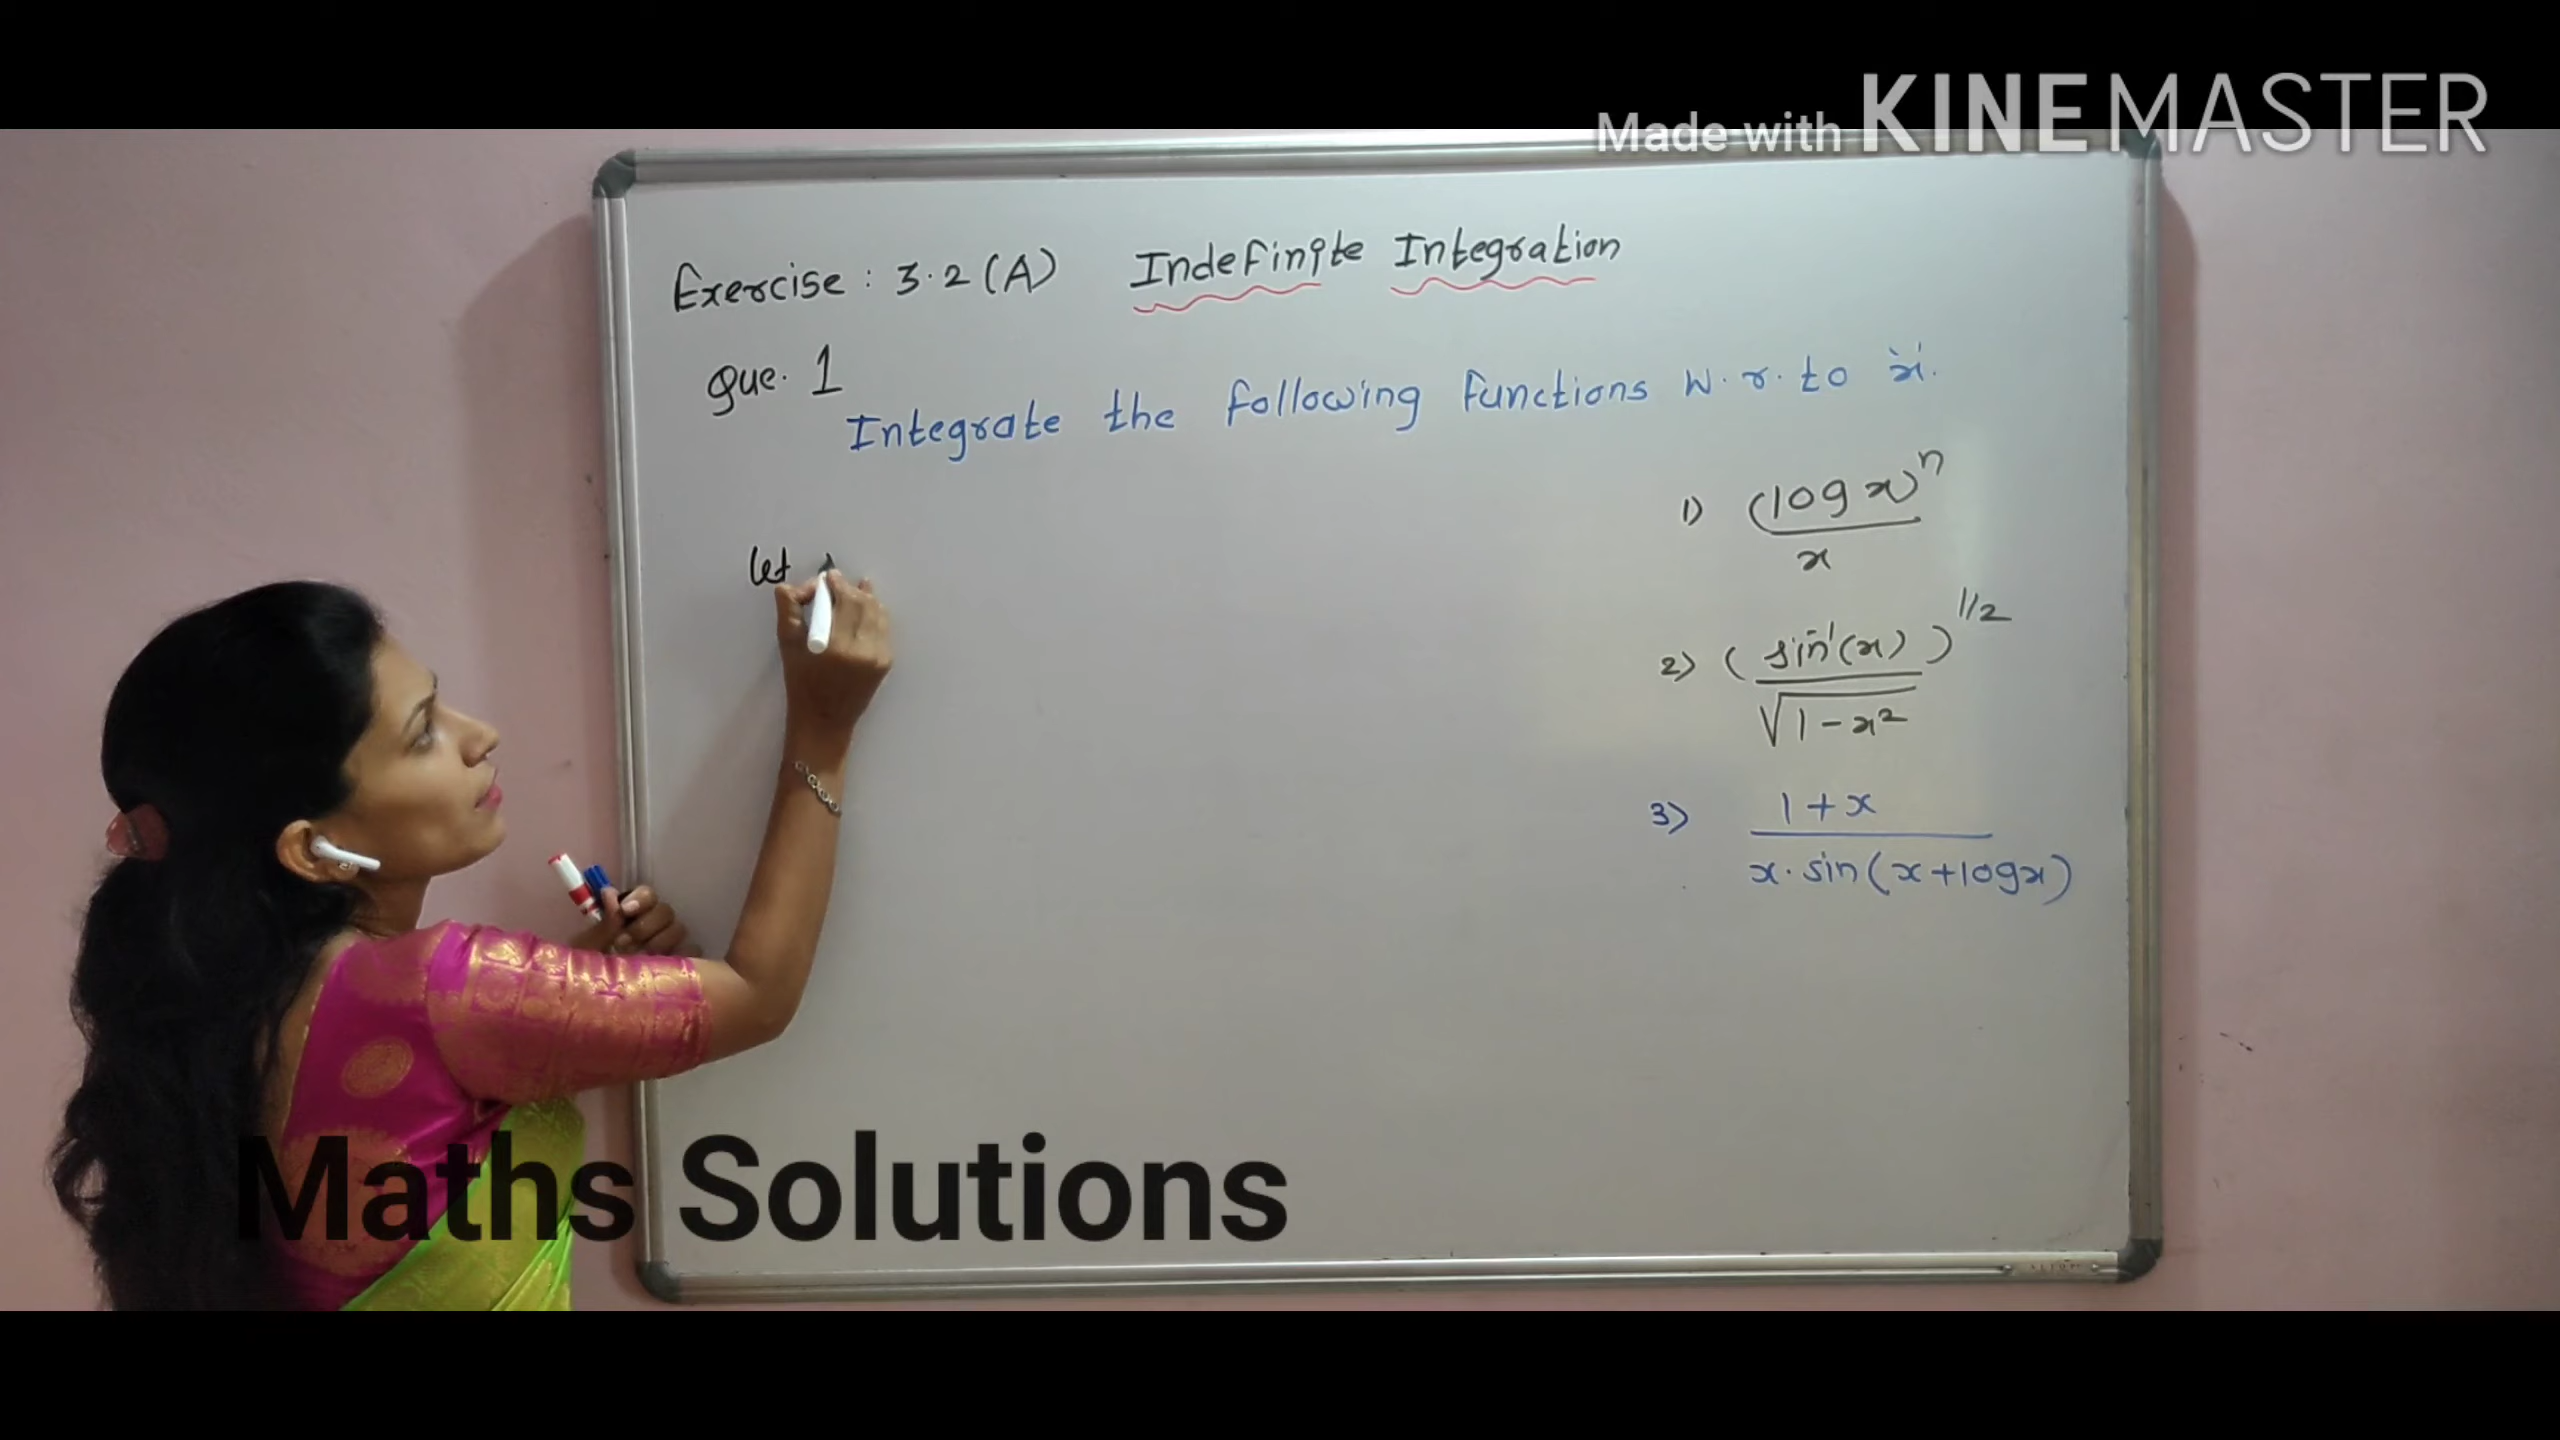 Made with KINEMASTER
Exercise : 3.2 (A) Indefinite Integration
Que. 1
Integrate the following functions w.r.to 'x'.
1) (log x)^n / x
let
2) (sin⁻¹(x) / √1-x²)^1/2
3) 1+x / x·sin(x+logx)
Maths Solutions